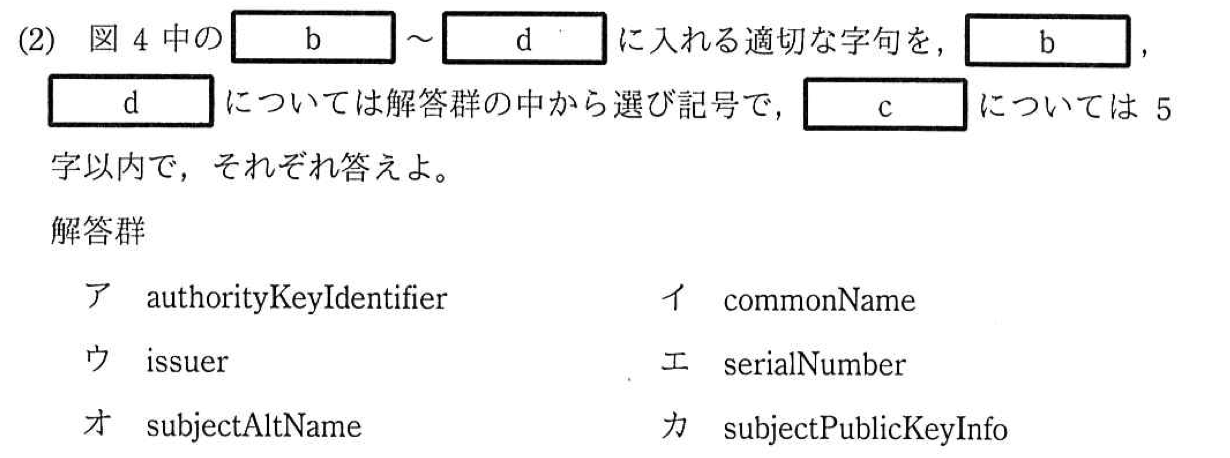 (2) 図 4 中の b ～ d に入れる適切な字句を, b ,
d については解答群の中から選び記号で, c については 5
字以内で, それぞれ答えよ。
解答群
ア authorityKeyIdentifier イ commonName
ウ issuer エ serialNumber
オ subjectAltName カ subjectPublicKeyInfo